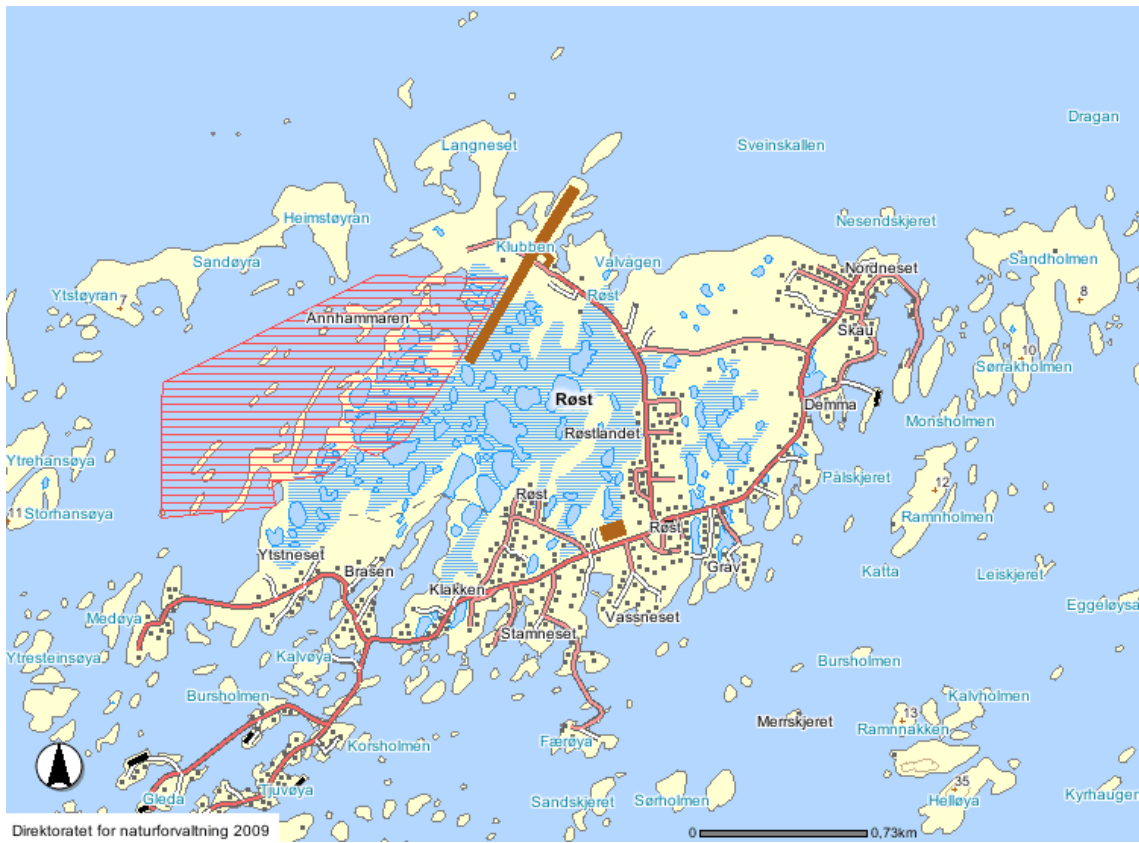 Dragan
Langneset
Sveinskallen
Heimstøyran
Nesendskjeret
Klubben
Sandøyra
Valvågen
Sandholmen
Nordneset
Ytstøyran
7
Røst
8
Annhammaren
Skau
10
Sørrakholmen
Røst
Demma
Monsholmen
Røstlandet
Ytrehansøya
Pålskjeret
12
Røst
11
Storhansøya
Ramnholmen
Røst
Ytstneset
Grav
Brasen
Katta
Leiskjeret
Klakken
Eggeløysa
Medøya
Vassneset
Stamneset
Ytresteinsøya
Kalvøya
Bursholmen
Bursholmen
Kalvholmen
13
Merrskjeret
Ramnnakken
Korsholmen
Færøya
35
Tjuvøya
Kyrhaugen
Gleda
Sandskjeret
Sørholmen
Helløya
Direktoratet for naturforvaltning 2009
0
0,73km